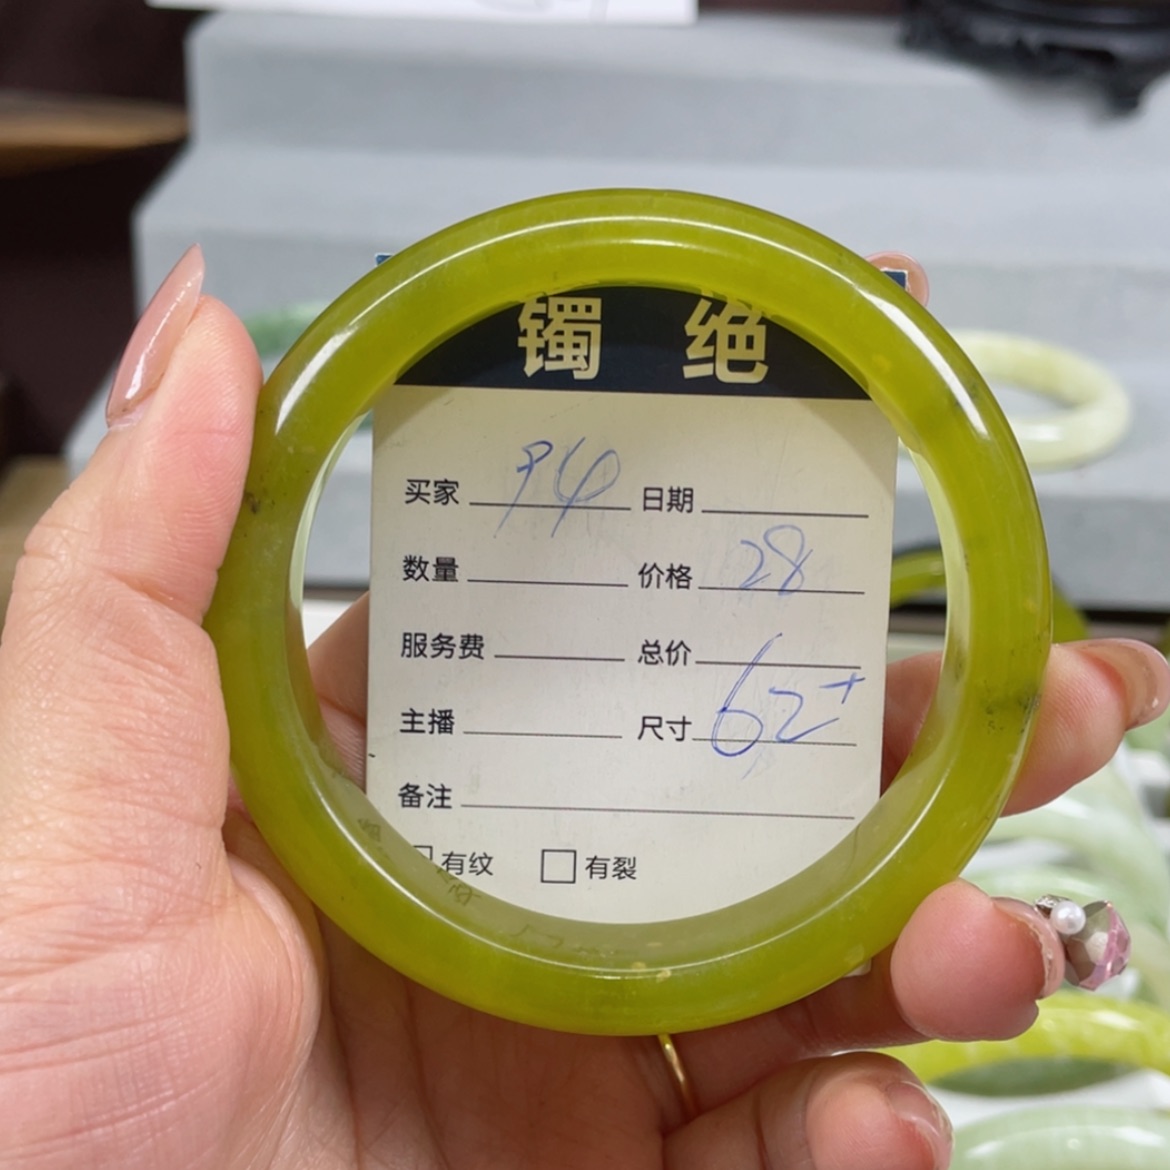 镯 绝
买家 日期
数量 价格 28
服务费 总价
主播 尺寸 62+
备注
有纹 有裂